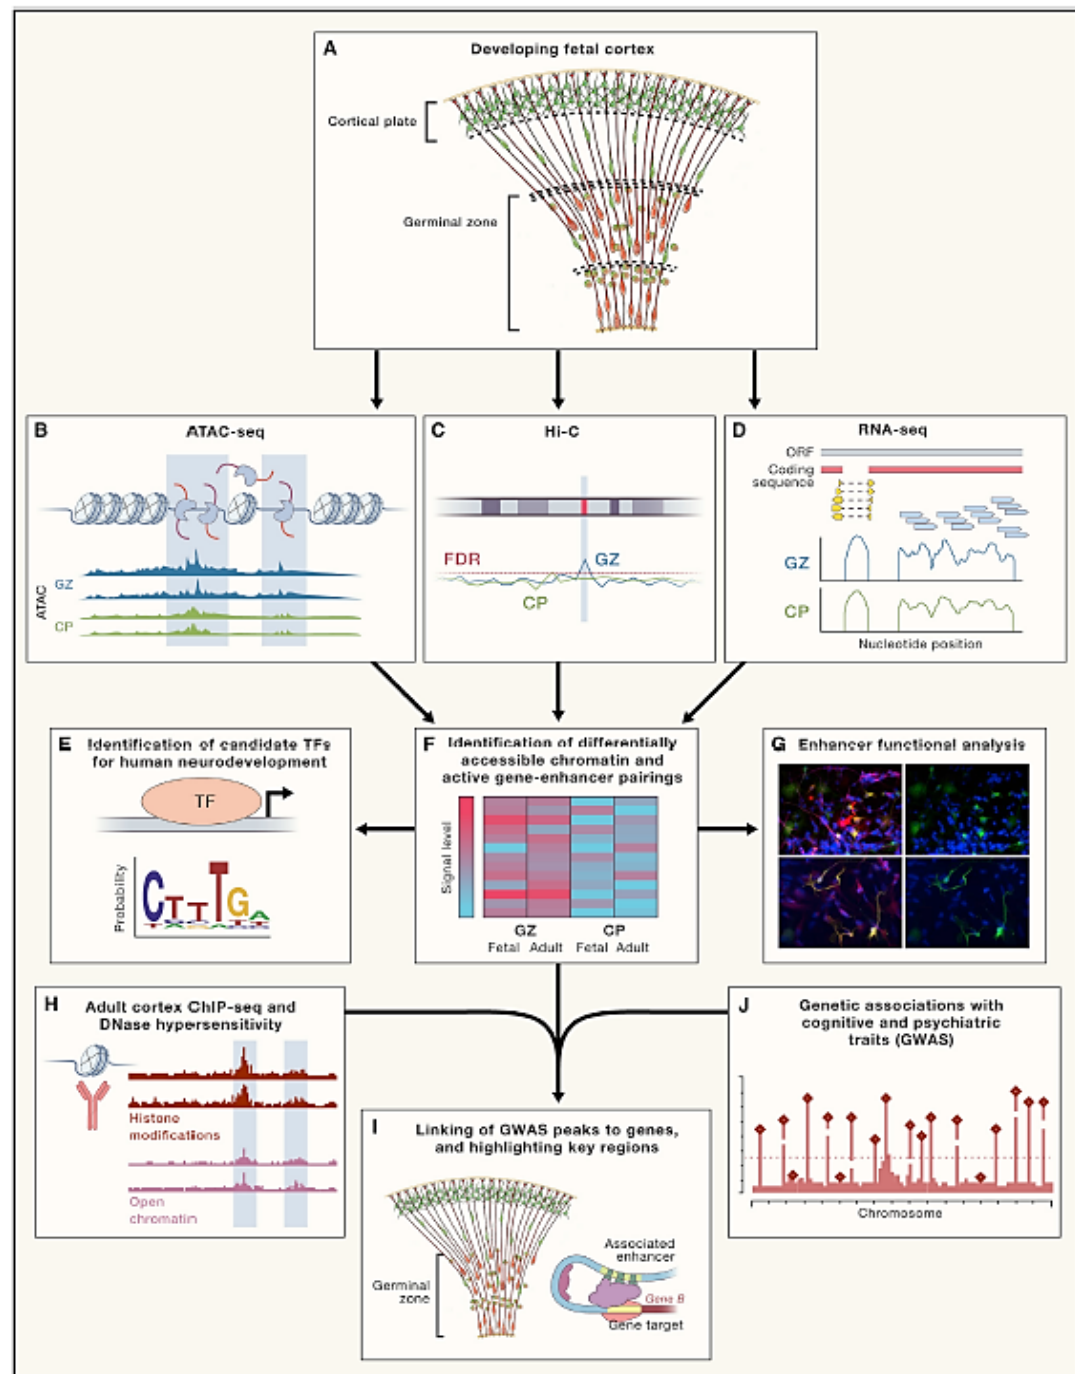 A
Developing fetal cortex
Cortical plate
Germinal zone
B
ATAC-seq
ATAC
GZ
CP
C
Hi-C
FDR
GZ
CP
D
RNA-seq
ORF
Coding
sequence
GZ
CP
Nucleotide position
E
Identification of candidate TFs
for human neurodevelopment
TF
Probability
CTTTGA
F
Identification of differentially
accessible chromatin and
active gene-enhancer pairings
Signal level
GZ CP
Fetal Adult Fetal Adult
G
Enhancer functional analysis
H
Adult cortex ChIP-seq and
DNase hypersensitivity
Histone
modifications
Open
chromatim
I
Linking of GWAS peaks to genes,
and highlighting key regions
Germinal
zone
Associated
enhancer
Gene B
Gene target
J
Genetic associations with
cognitive and psychiatric
traits (GWAS)
Chromosome